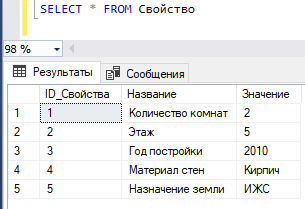 SELECT * FROM Свойство
98 %
Результаты Сообщения
ID_Свойства Название Значение
1 1 Количество комнат 2
2 2 Этаж 5
3 3 Год постройки 2010
4 4 Материал стен Кирпич
5 5 Назначение земли ИЖС